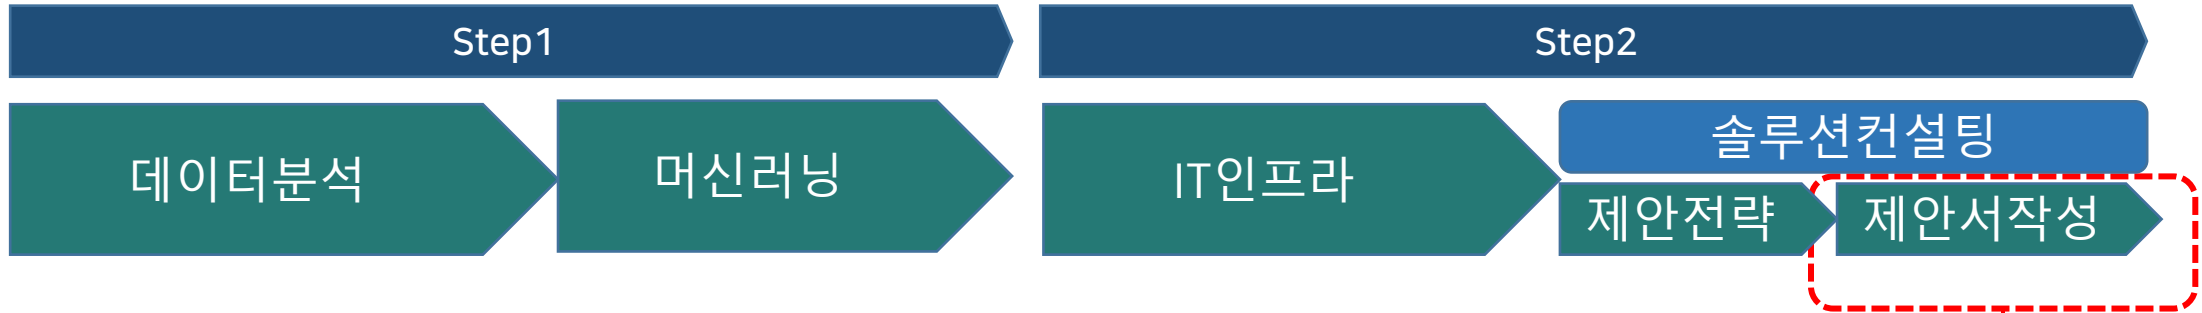 Step1
Step2
데이터분석
머신러닝
IT인프라
솔루션컨설팅
제안전략
제안서작성